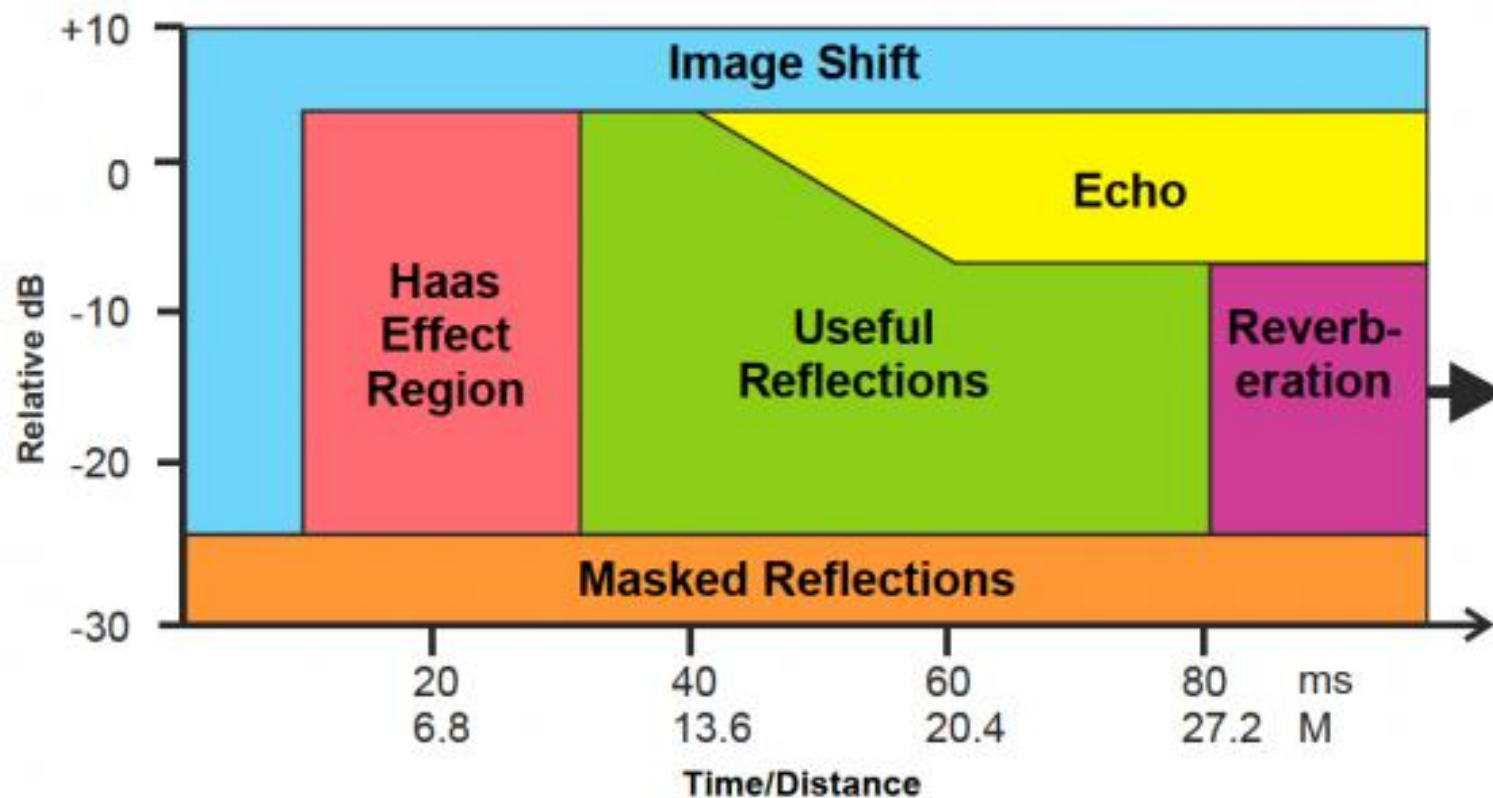 +10
Image Shift
0
Echo
Haas
Effect
Region
Useful
Reflections
Reverb-
eration
Relative dB
-10
-20
Masked Reflections
-30
20 40 60 80 ms
6.8 13.6 20.4 27.2 M
Time/Distance